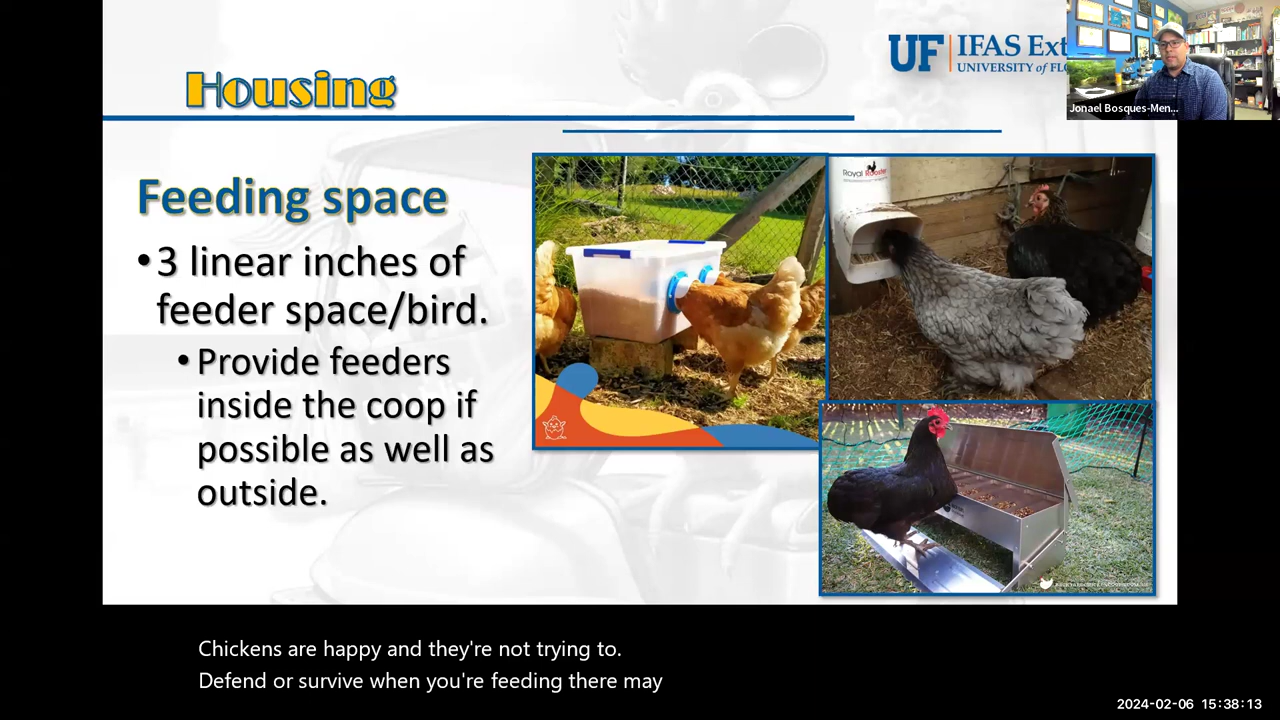 Housing
UF IFAS Ext
UNIVERSITY of FLO
Jonael Bosques-Men...
Feeding space
•3 linear inches of
feeder space/bird.
•Provide feeders
inside the coop if
possible as well as
outside.
Royal Rooster
Chickens are happy and they're not trying to.
Defend or survive when you're feeding there may
2024-02-06 15:38:13